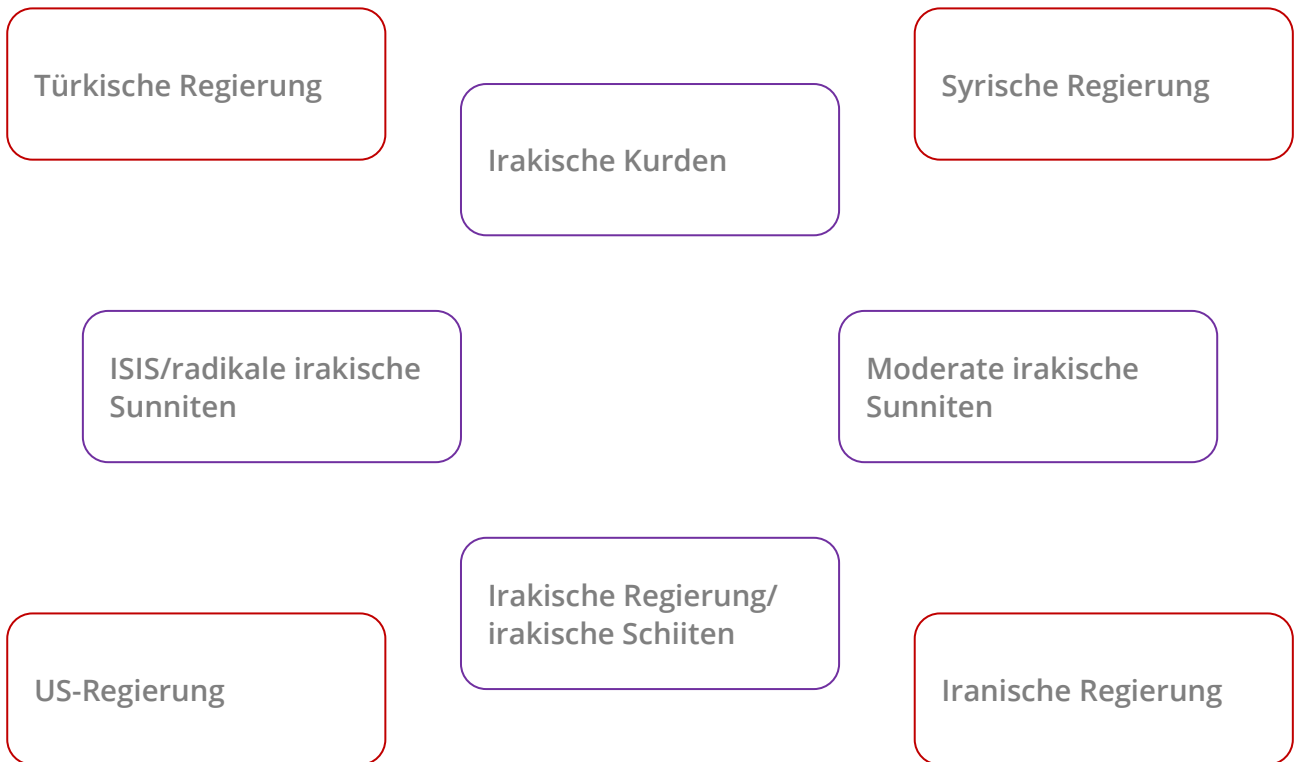 Türkische Regierung
Syrische Regierung
Irakische Kurden
ISIS/radikale irakische
Sunniten
Moderate irakische
Sunniten
Irakische Regierung/
irakische Schiiten
US-Regierung
Iranische Regierung